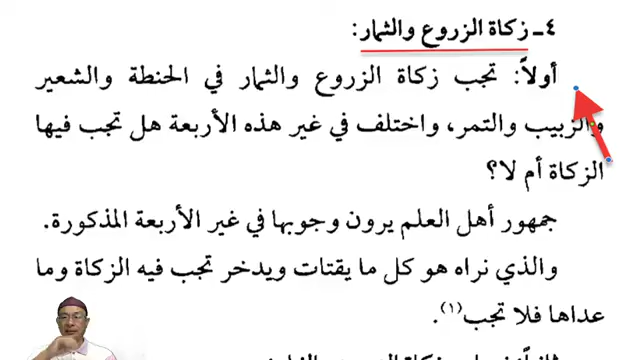 ٤ـ زكاة الزروع والثمار:
أولاً: تجب زكاة الزروع والثمار في الحنطة والشعير
والزبيب والتمر، واختلف في غير هذه الأربعة هل تجب فيها
الزكاة أم لا؟
جمهور أهل العلم يرون وجوبها في غير الأربعة المذكورة.
والذي نراه هو كل ما يقتات ويدخر تجب فيه الزكاة وما
عداها فلا تجب(١).